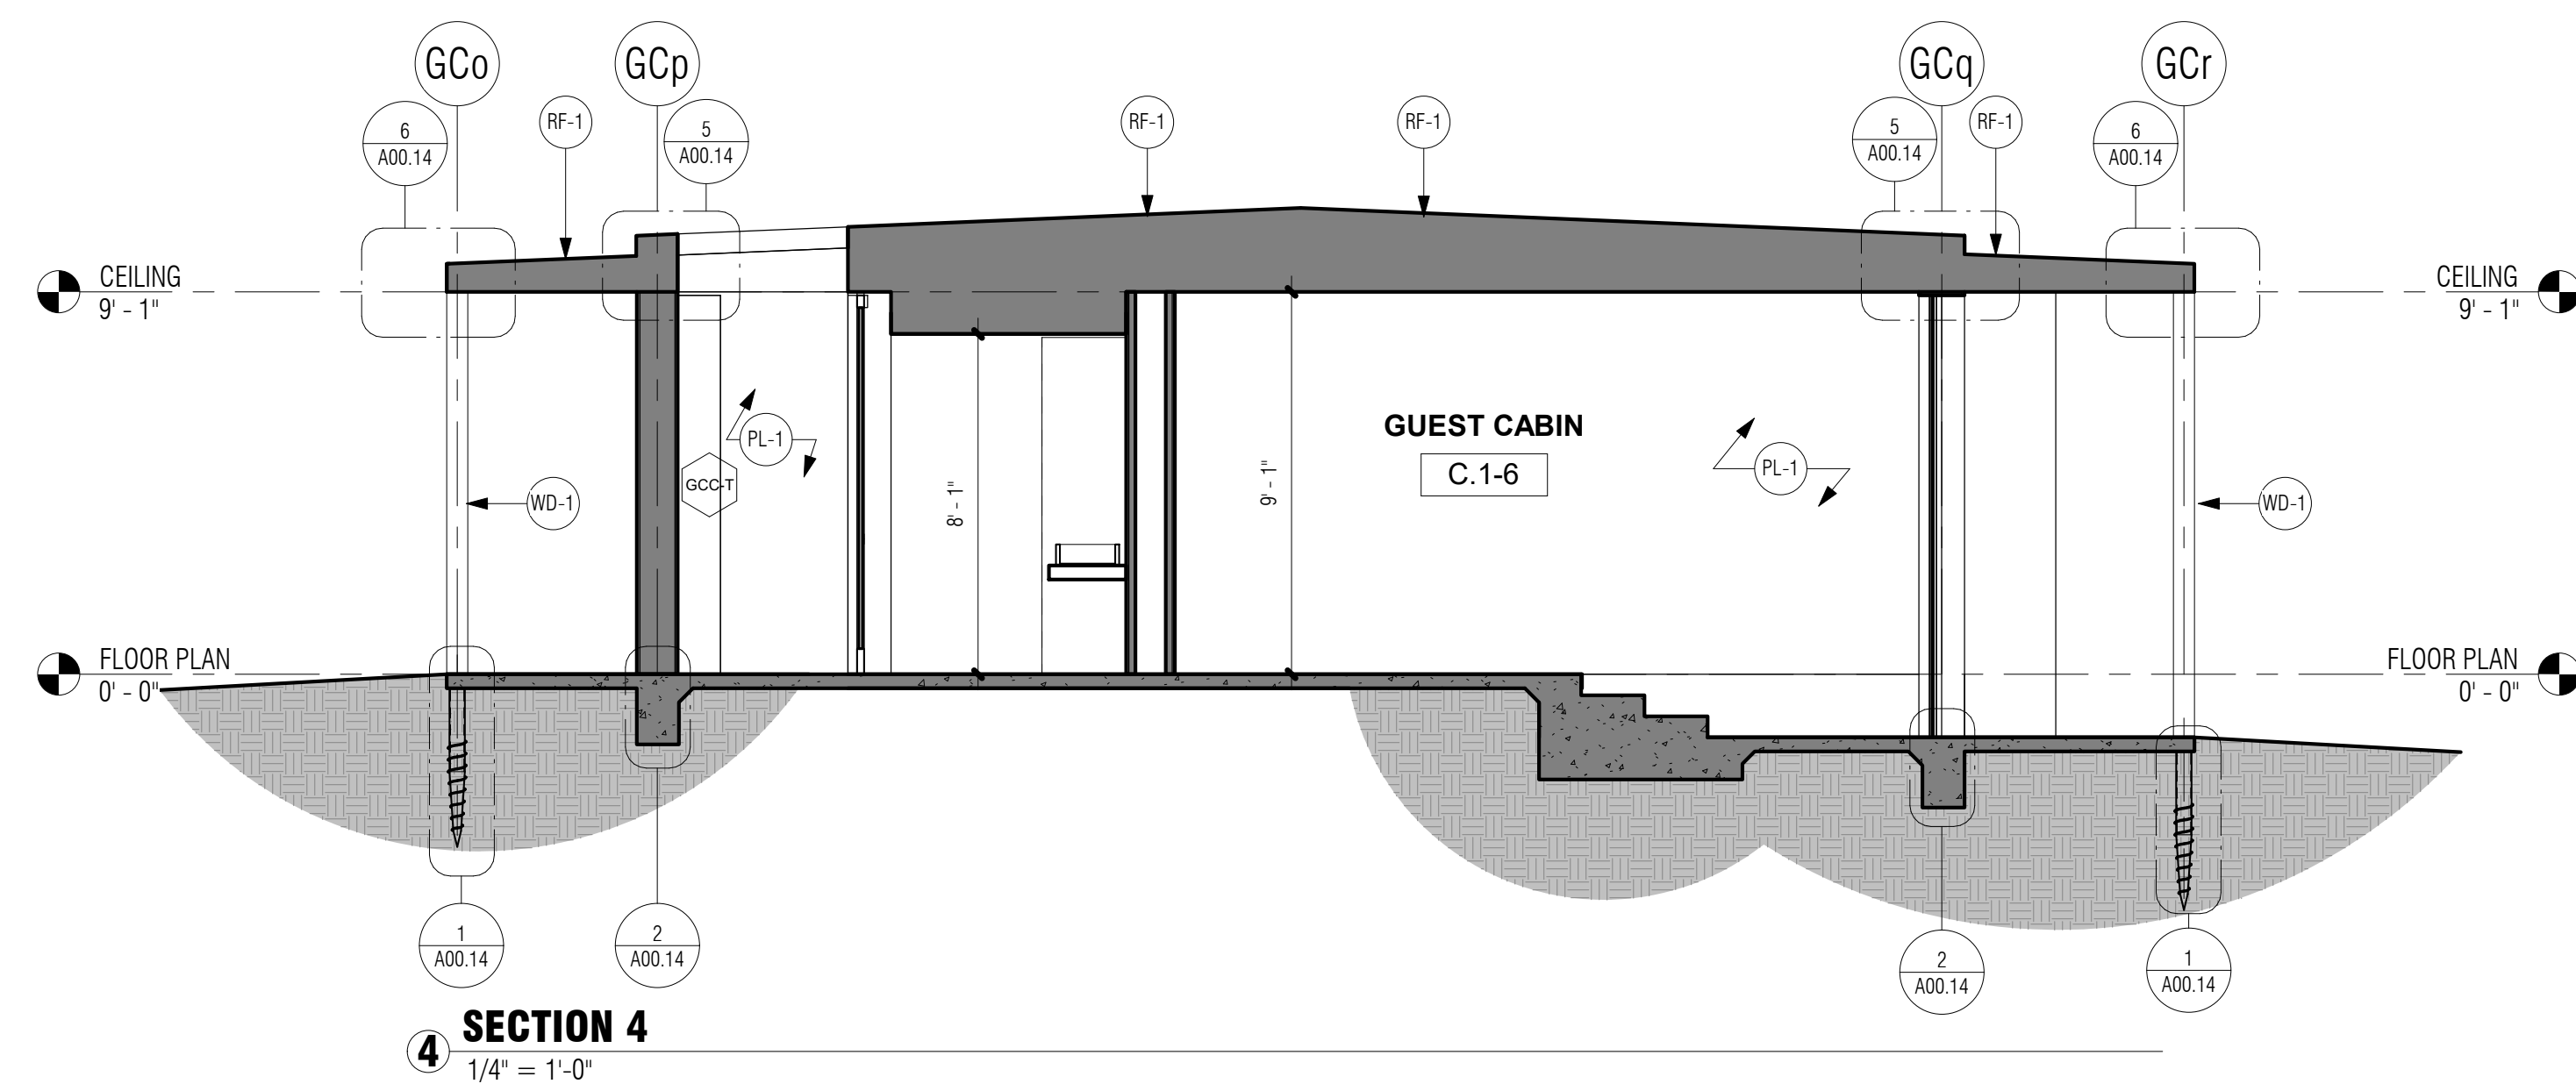 GCo
GCp
GCq
GCr
6
A00.14
RF-1
5
A00.14
RF-1
RF-1
5
A00.14
RF-1
6
A00.14
CEILING
9' - 1"
CEILING
9' - 1"
PL-1
GCC-T
WD-1
8' - 1"
9' - 1"
GUEST CABIN
C.1-6
PL-1
WD-1
FLOOR PLAN
0' - 0"
FLOOR PLAN
0' - 0"
1
A00.14
2
A00.14
2
A00.14
1
A00.14
4
SECTION 4
1/4" = 1'-0"